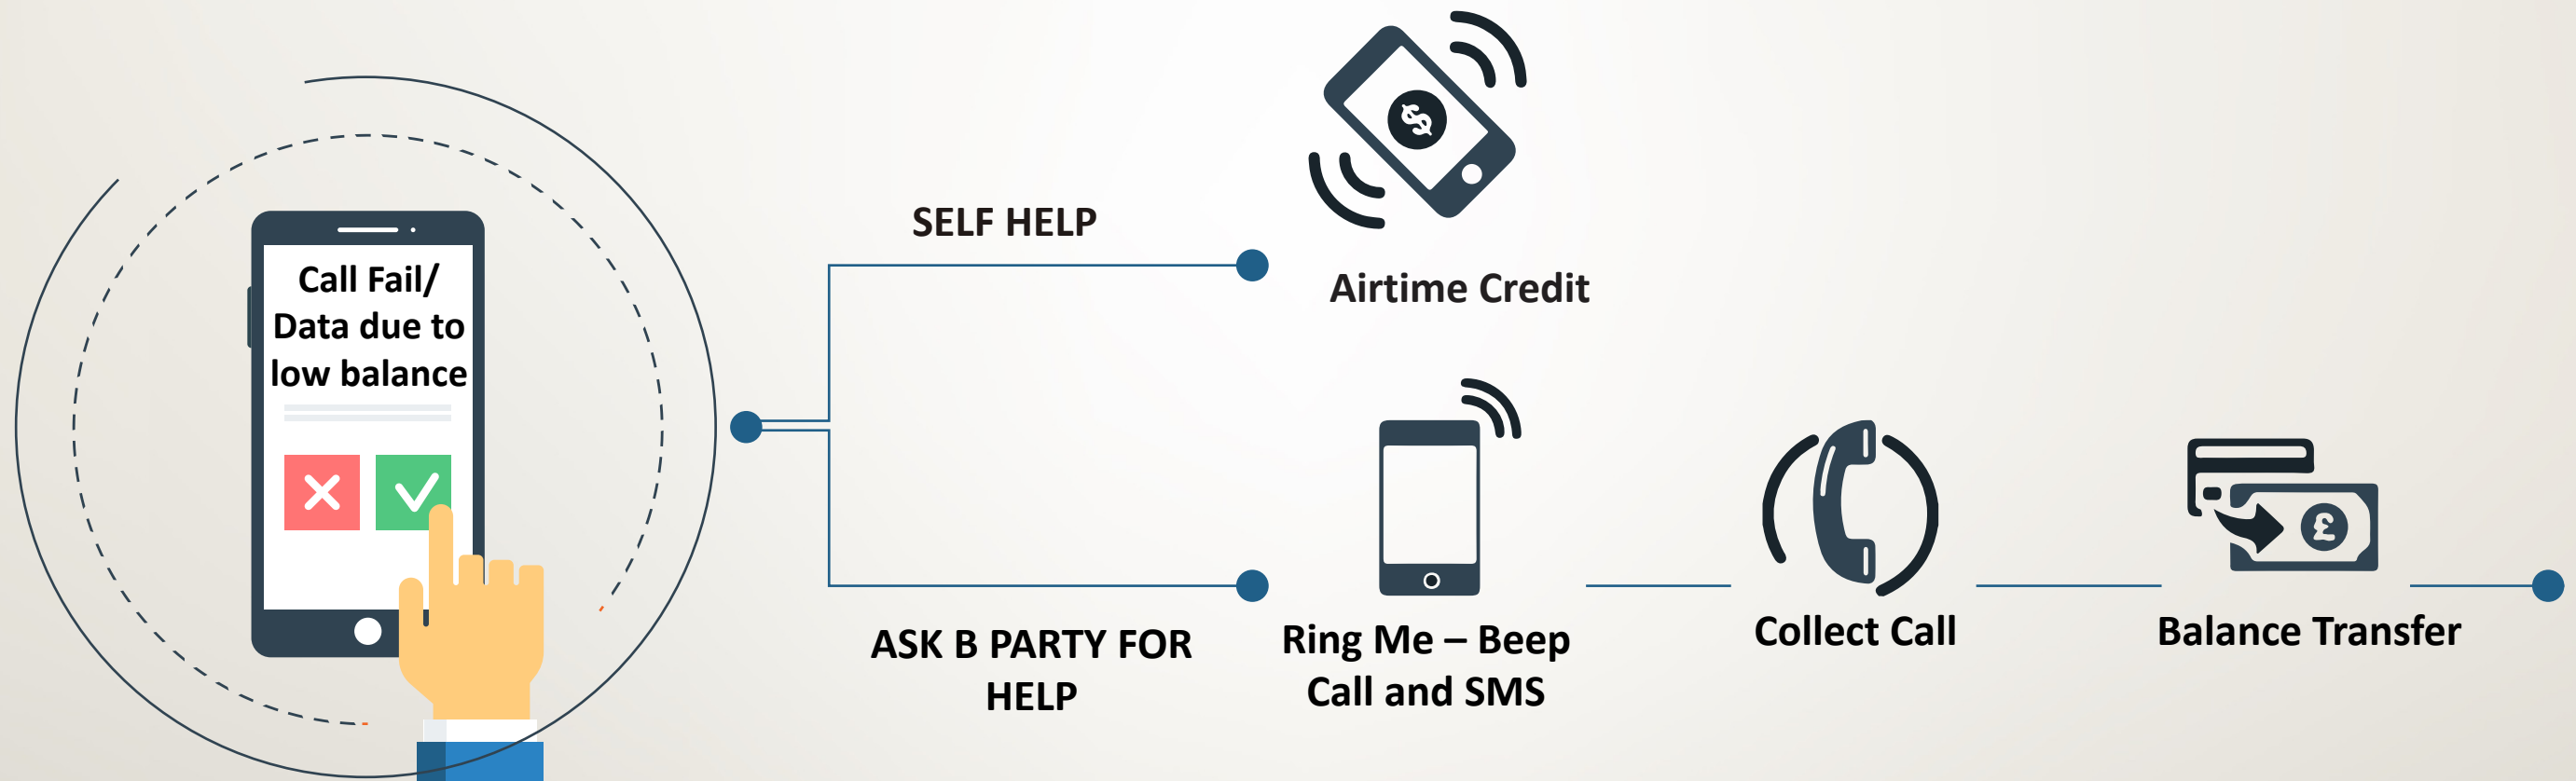 Call Fail/
Data due to
low balance
SELF HELP
$
Airtime Credit
ASK B PARTY FOR
HELP
Ring Me – Beep
Call and SMS
Collect Call
£
Balance Transfer